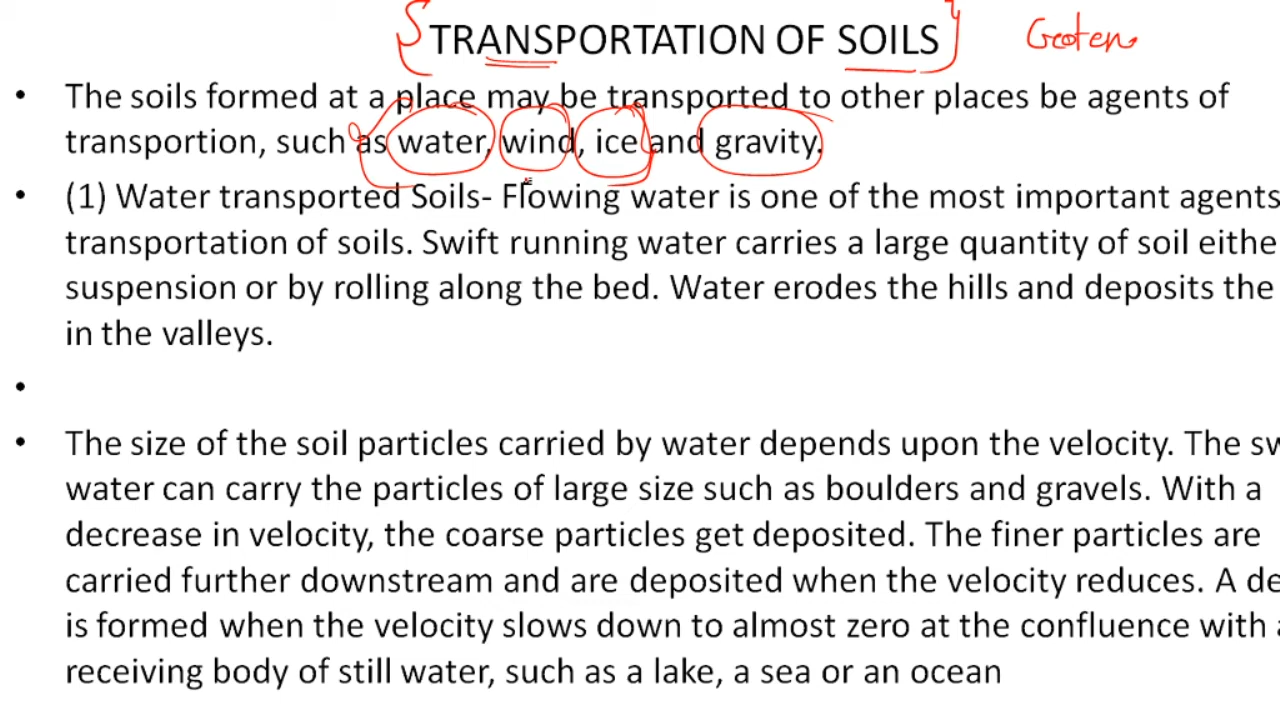 TRANSPORTATION OF SOILS
• The soils formed at a place may be transported to other places be agents of
transportion, such as water, wind, ice and gravity.
• (1) Water transported Soils- Flowing water is one of the most important agents
transportation of soils. Swift running water carries a large quantity of soil eithe
suspension or by rolling along the bed. Water erodes the hills and deposits the
in the valleys.
•
• The size of the soil particles carried by water depends upon the velocity. The sw
water can carry the particles of large size such as boulders and gravels. With a
decrease in velocity, the coarse particles get deposited. The finer particles are
carried further downstream and are deposited when the velocity reduces. A de
is formed when the velocity slows down to almost zero at the confluence with a
receiving body of still water, such as a lake, a sea or an ocean